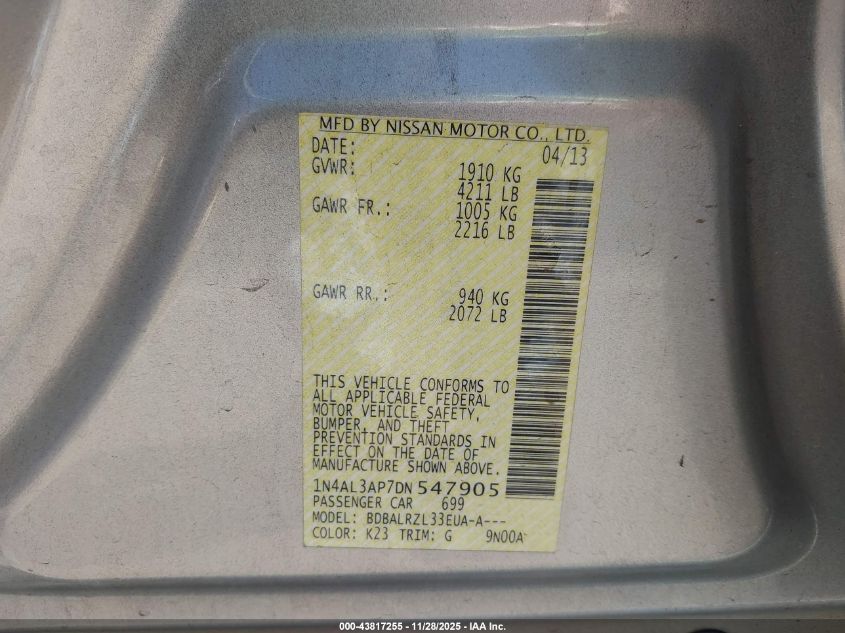 MFD BY NISSAN MOTOR CO., LTD.
DATE: 04/13
GVWR: 1910 KG
4211 LB
GAWR FR.: 1005 KG
2216 LB
GAWR RR.: 940 KG
2072 LB
THIS VEHICLE CONFORMS TO
ALL APPLICABLE FEDERAL
MOTOR VEHICLE SAFETY,
BUMPER, AND THEFT
PREVENTION STANDARDS IN
EFFECT ON THE DATE OF
MANUFACTURE SHOWN ABOVE.
1N4AL3AP7DN547905
PASSENGER CAR 699
MODEL: BDBALRZL33EUA-A---
COLOR: K23 TRIM: G 9N00A
000-43817255 - 11/28/2025 - IAA Inc.